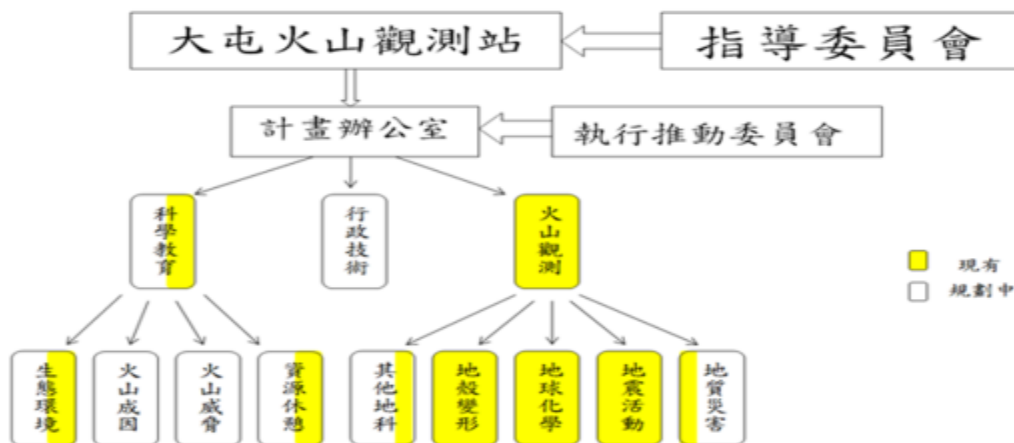 大屯火山觀測站
指導委員會
計畫辦公室
執行推動委員會
科學教育
行政技術
火山觀測
現有
規劃中
生態環境
火山成因
火山威脅
資源休憩
其他地科
地殼變形
地球化學
地震活動
地質災害